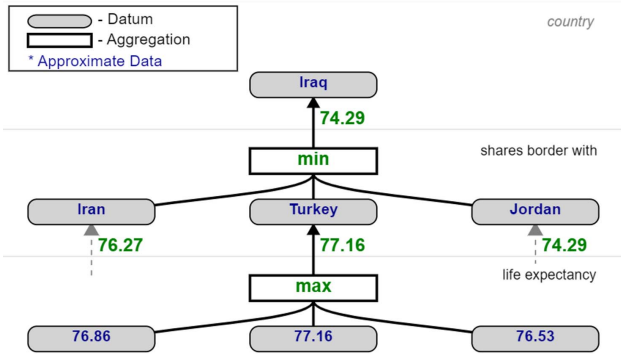 - Datum
- Aggregation
* Approximate Data
country
Iraq
74.29
min
shares border with
Iran
Turkey
Jordan
76.27
77.16
74.29
max
life expectancy
76.86
77.16
76.53